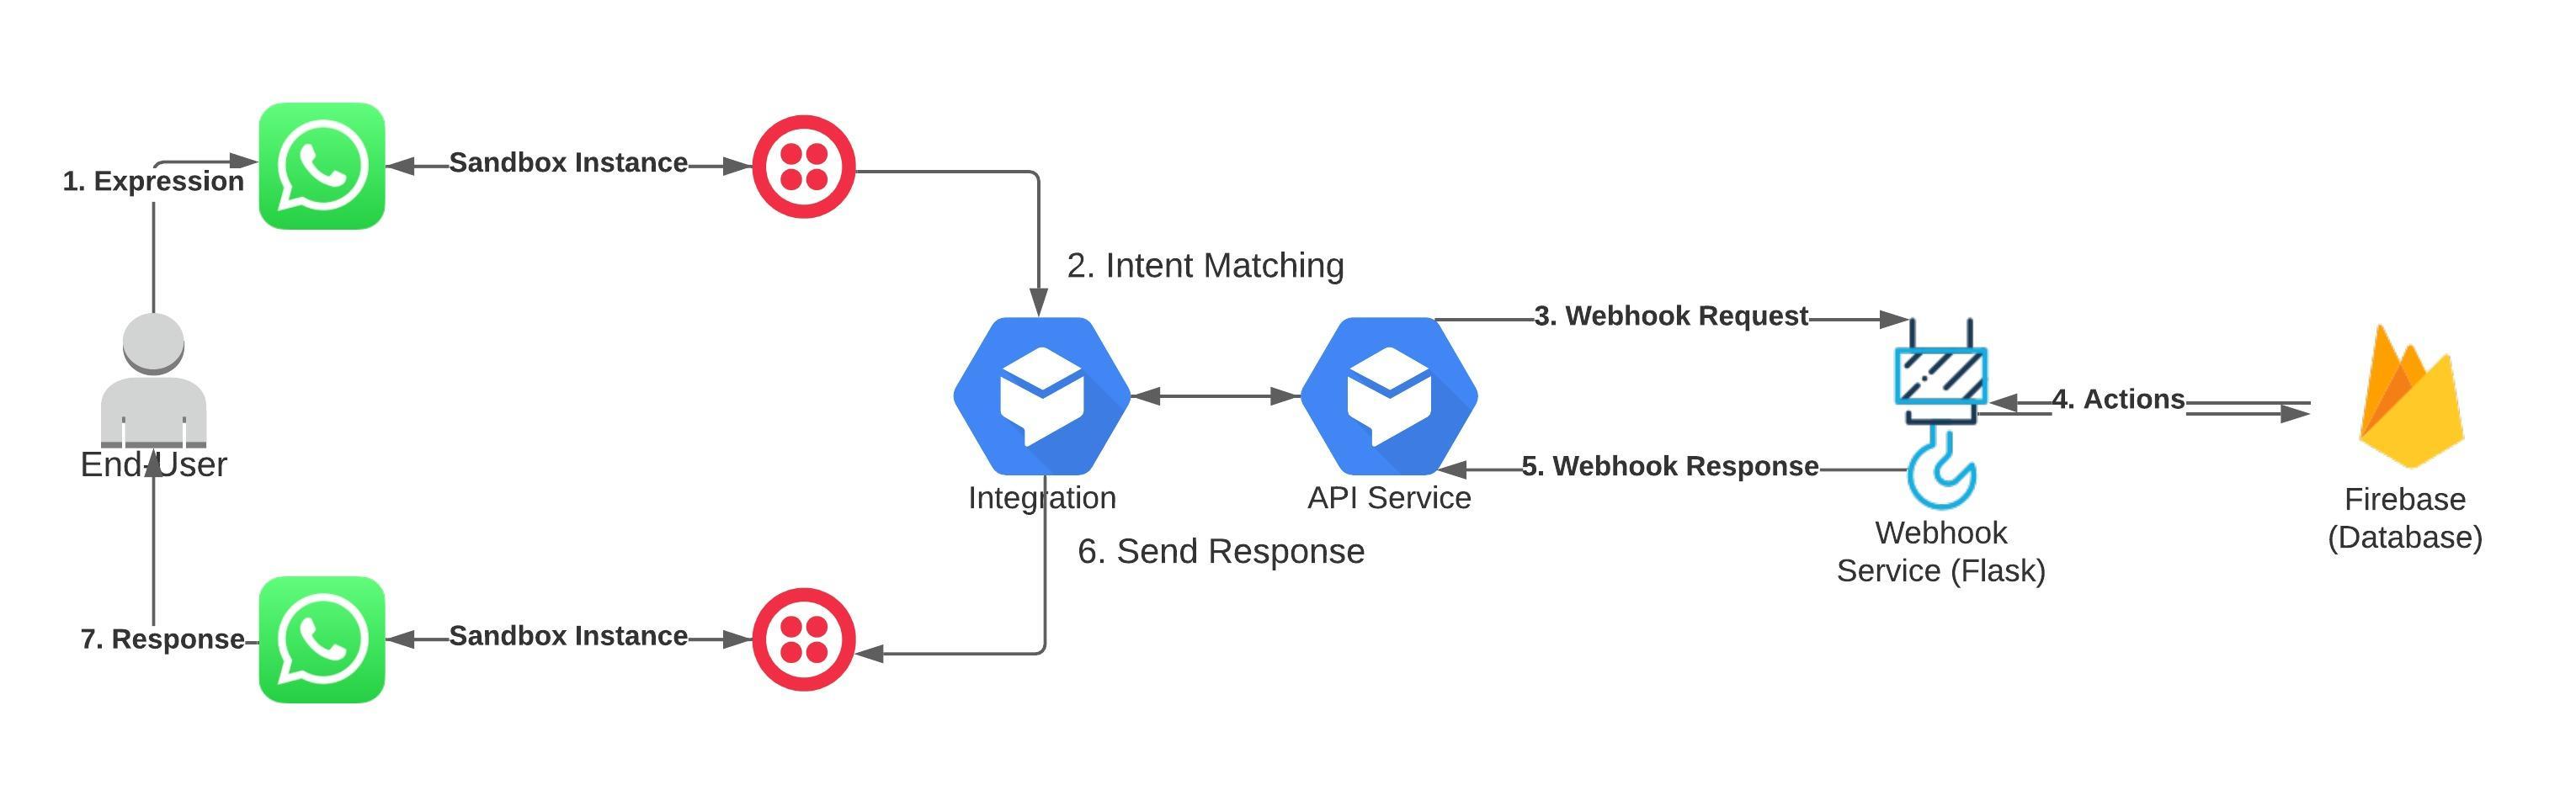 1. Expression
Sandbox Instance
2. Intent Matching
3. Webhook Request
4. Actions
End-User
5. Webhook Response
Integration
API Service
Firebase
(Database)
Webhook
Service (Flask)
6. Send Response
7. Response
Sandbox Instance